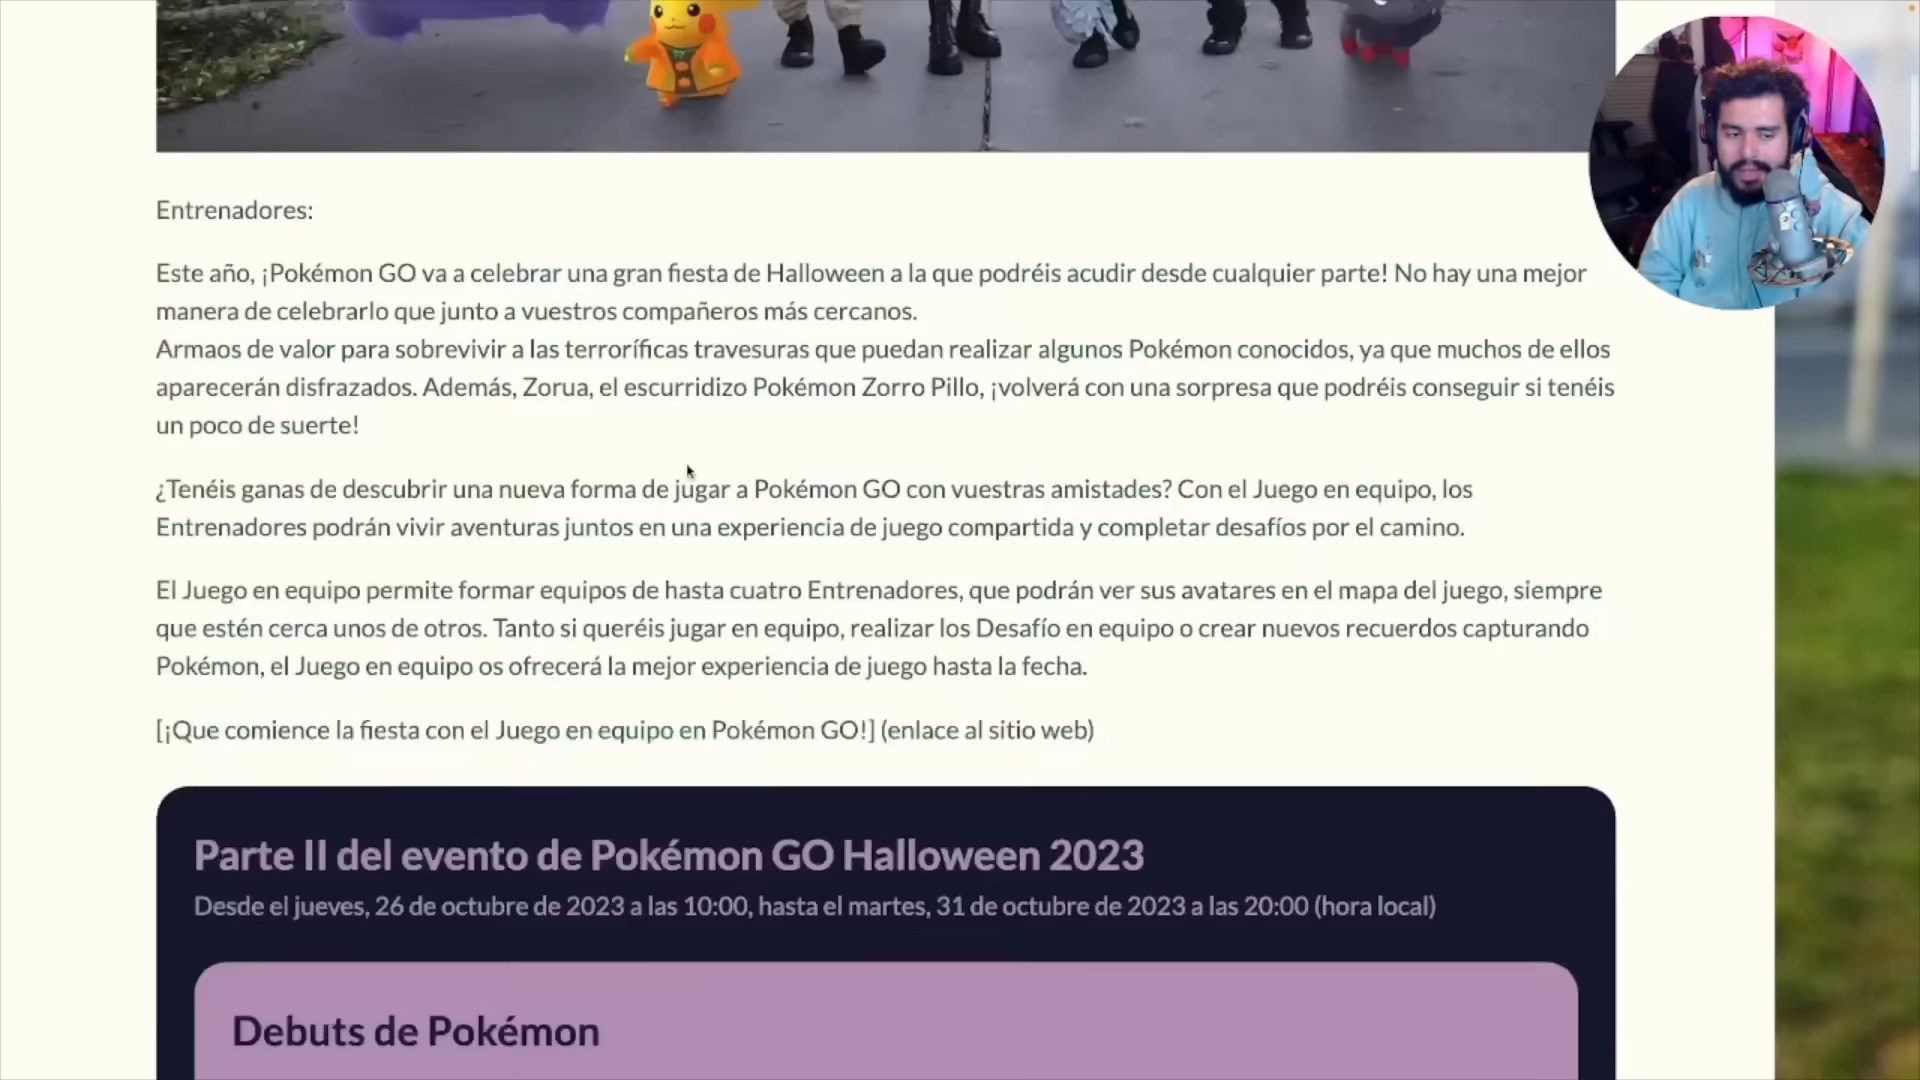 Entrenadores:
Este año, ¡Pokémon GO va a celebrar una gran fiesta de Halloween a la que podréis acudir desde cualquier parte! No hay una mejor
manera de celebrarlo que junto a vuestros compañeros más cercanos.
Armaos de valor para sobrevivir a las terroríficas travesuras que puedan realizar algunos Pokémon conocidos, ya que muchos de ellos
aparecerán disfrazados. Además, Zorua, el escurridizo Pokémon Zorro Pillo, ¡volverá con una sorpresa que podréis conseguir si tenéis
un poco de suerte!
¿Tenéis ganas de descubrir una nueva forma de jugar a Pokémon GO con vuestras amistades? Con el Juego en equipo, los
Entrenadores podrán vivir aventuras juntos en una experiencia de juego compartida y completar desafíos por el camino.
El Juego en equipo permite formar equipos de hasta cuatro Entrenadores, que podrán ver sus avatares en el mapa del juego, siempre
que estén cerca unos de otros. Tanto si queréis jugar en equipo, realizar los Desafío en equipo o crear nuevos recuerdos capturando
Pokémon, el Juego en equipo os ofrecerá la mejor experiencia de juego hasta la fecha.
[¡Que comience la fiesta con el Juego en equipo en Pokémon GO!] (enlace al sitio web)
Parte II del evento de Pokémon GO Halloween 2023
Desde el jueves, 26 de octubre de 2023 a las 10:00, hasta el martes, 31 de octubre de 2023 a las 20:00 (hora local)
Debuts de Pokémon